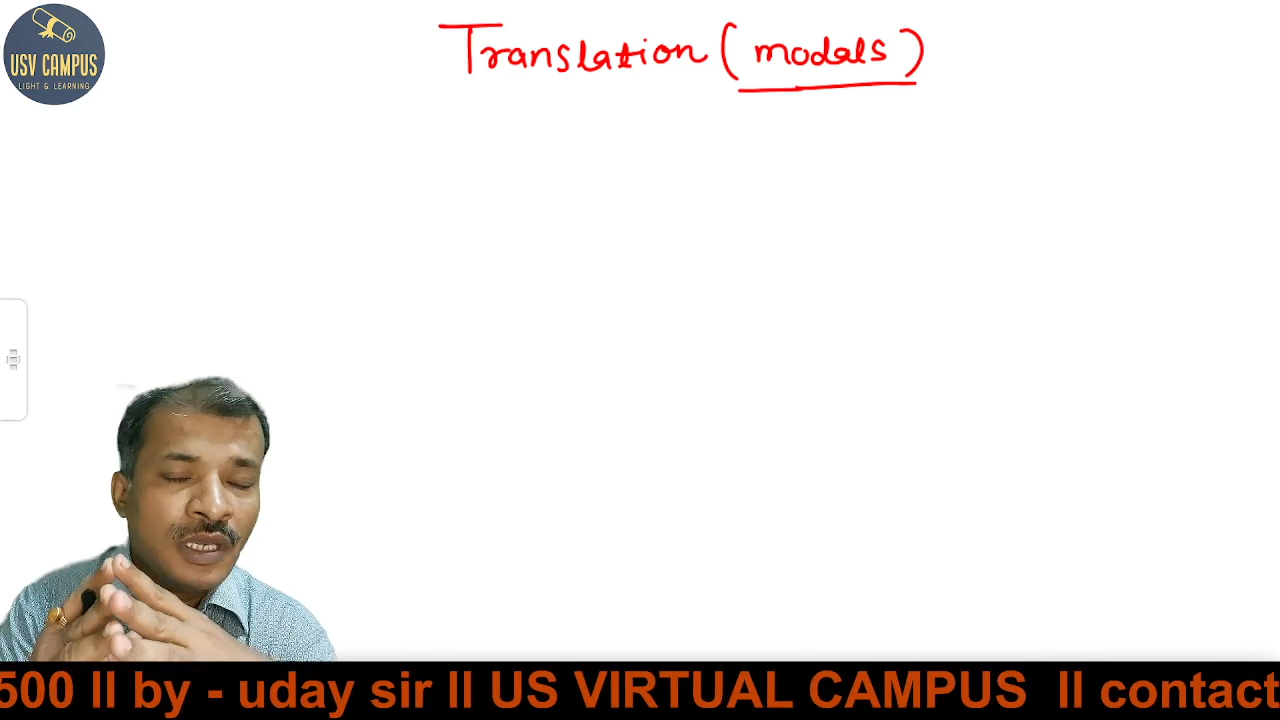 USV CAMPUS
LIGHT & LEARNING
Translation (modals)
500 ll by - uday sir ll US VIRTUAL CAMPUS ll contact